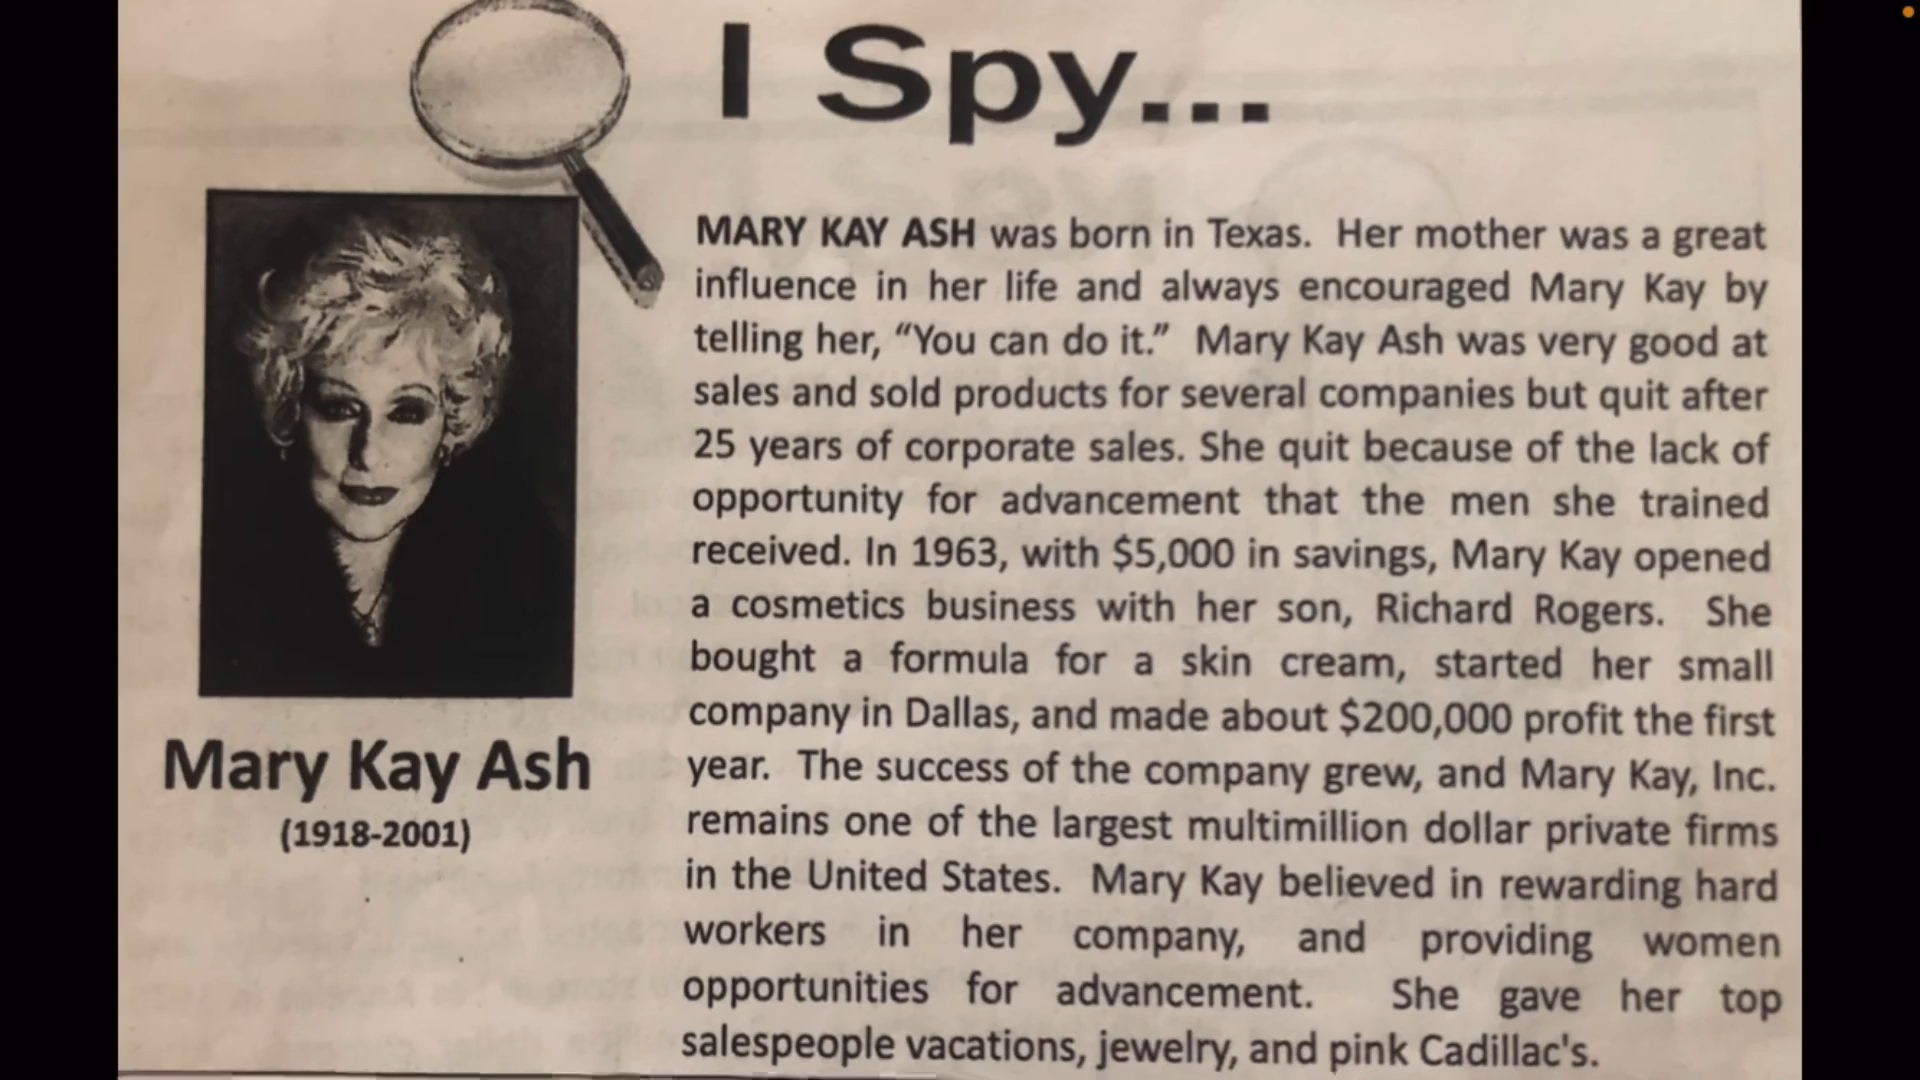 I Spy...
MARY KAY ASH was born in Texas. Her mother was a great
influence in her life and always encouraged Mary Kay by
telling her, “You can do it.” Mary Kay Ash was very good at
sales and sold products for several companies but quit after
25 years of corporate sales. She quit because of the lack of
opportunity for advancement that the men she trained
received. In 1963, with $5,000 in savings, Mary Kay opened
a cosmetics business with her son, Richard Rogers. She
bought a formula for a skin cream, started her small
company in Dallas, and made about $200,000 profit the first
year. The success of the company grew, and Mary Kay, Inc.
remains one of the largest multimillion dollar private firms
in the United States. Mary Kay believed in rewarding hard
workers in her company, and providing women
opportunities for advancement. She gave her top
salespeople vacations, jewelry, and pink Cadillac's.
Mary Kay Ash
(1918-2001)